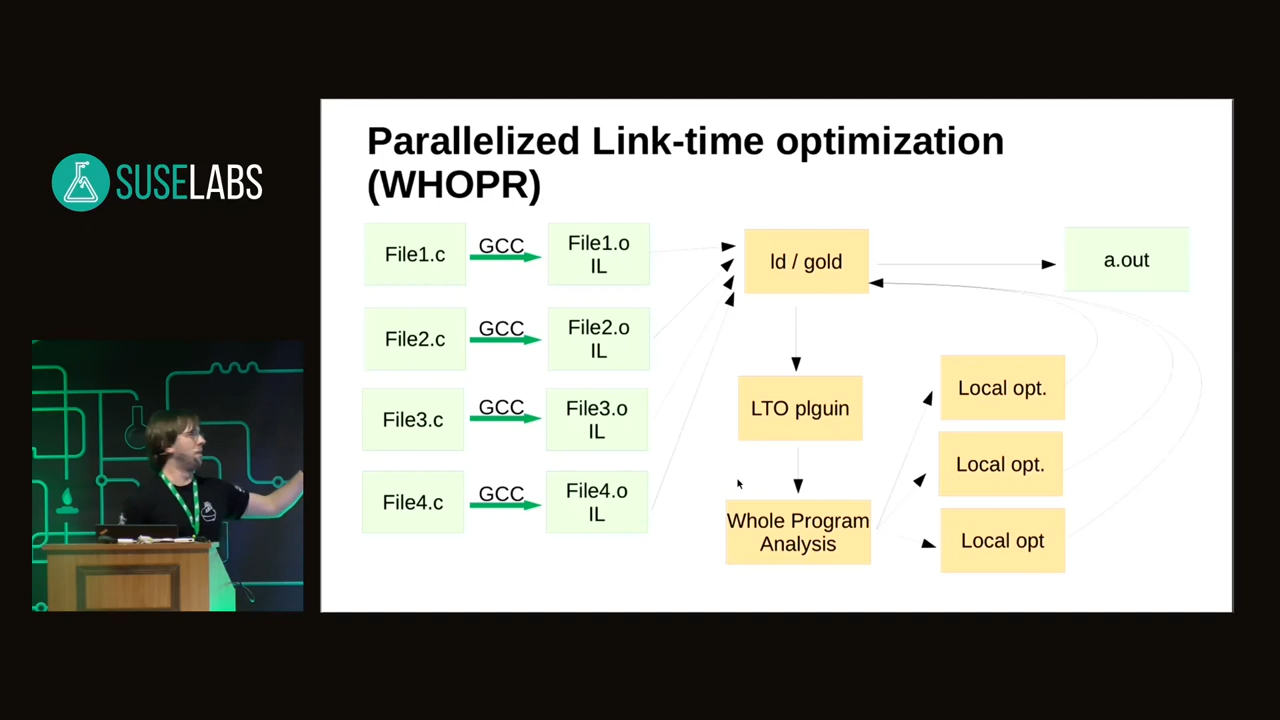 SUSELABS
Parallelized Link-time optimization
(WHOPR)
File1.c
GCC
File1.o
IL
ld / gold
a.out
File2.c
GCC
File2.o
IL
File3.c
GCC
File3.o
IL
LTO plguin
Local opt.
Local opt.
File4.c
GCC
File4.o
IL
Whole Program
Analysis
Local opt